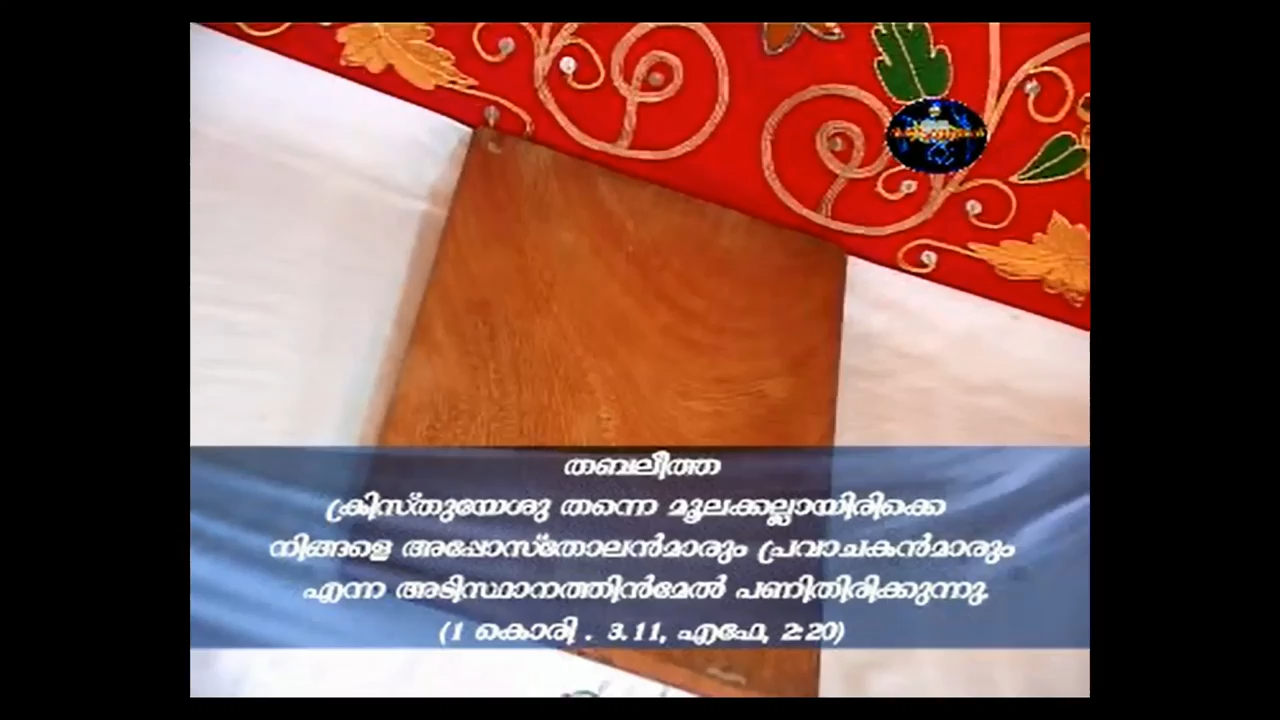 തബലീത്ത
ക്രിസ്തുയേശു തന്നെ മൂലക്കല്ലായിരിക്കെ
നിങ്ങളെ അപ്പോസ്തോലൻമാരും പ്രവാചകൻമാരും
എന്ന അടിസ്ഥാനത്തിൻമേൽ പണിതിരിക്കുന്നു.
(1 കൊരി . 3.11, എഫേ, 2:20)